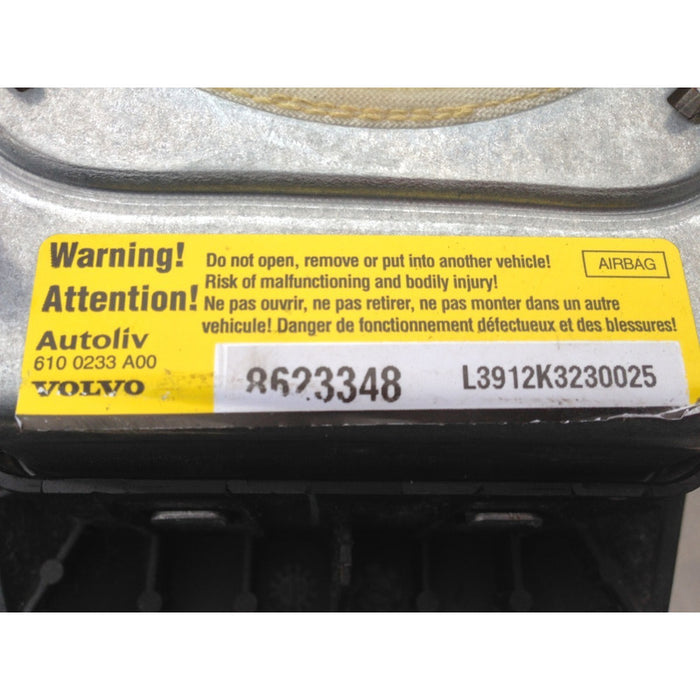 Warning! Do not open, remove or put into another vehicle! AIRBAG
Risk of malfunctioning and bodily injury!
Attention! Ne pas ouvrir, ne pas retirer, ne pas monter dans un autre
vehicule! Danger de fonctionnement défectueux et des blessures!
Autoliv
610 0233 A00
VOLVO
8623348 L3912K3230025